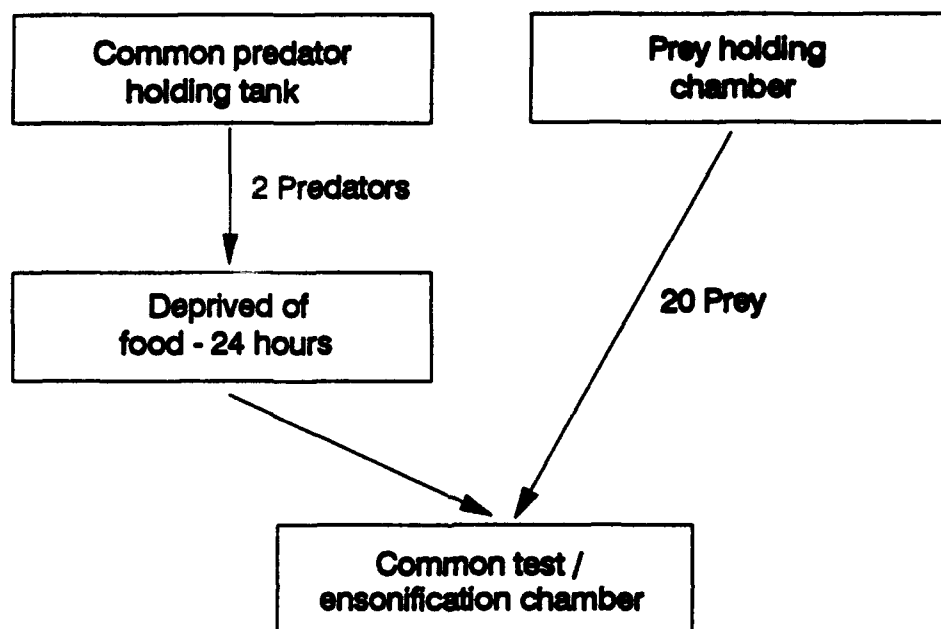 Common predator
holding tank
Prey holding
chamber
2 Predators
Deprived of
food - 24 hours
20 Prey
Common test /
ensonification chamber